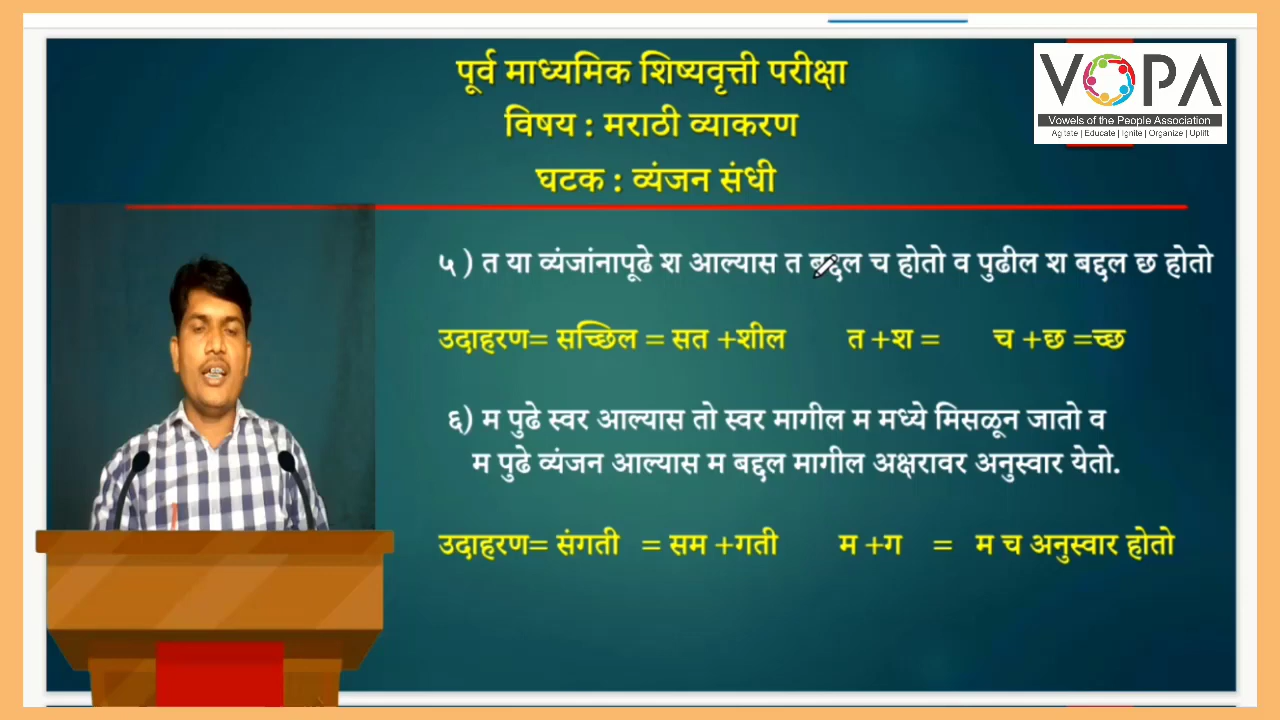 पूर्व माध्यमिक शिष्यवृत्ती परीक्षा
विषय : मराठी व्याकरण
घटक : व्यंजन संधी
VOPA
Vowels of the People Association
Agitate | Educate | Ignite | Organize | Uplift
५ ) त या व्यंजांनापूढे श आल्यास त बद्दल च होतो व पुढील श बद्दल छ होतो
उदाहरण= सच्छिल = सत +शील त +श = च +छ =च्छ
६) म पुढे स्वर आल्यास तो स्वर मागील म मध्ये मिसळून जातो व
म पुढे व्यंजन आल्यास म बद्दल मागील अक्षरावर अनुस्वार येतो.
उदाहरण= संगती = सम +गती म +ग = म च अनुस्वार होतो